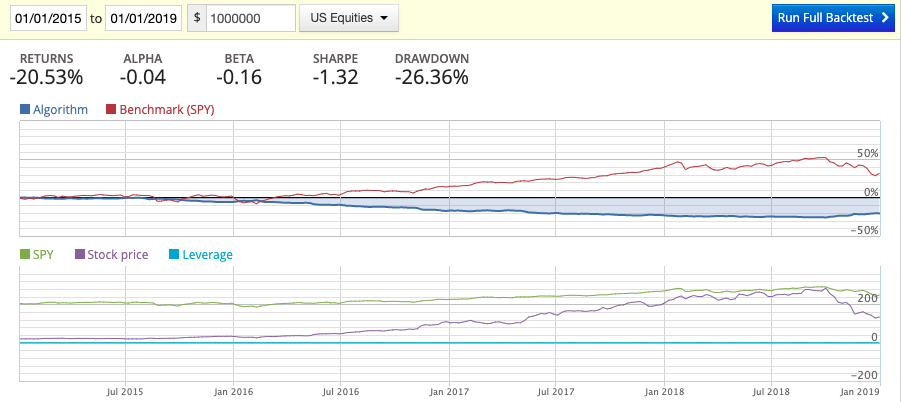 01/01/2015 to 01/01/2019 $ 1000000 US Equities Run Full Backtest
RETURNS ALPHA BETA SHARPE DRAWDOWN
-20.53% -0.04 -0.16 -1.32 -26.36%
Algorithm Benchmark (SPY)
50%
0%
-50%
SPY Stock price Leverage
200
0
-200
Jul 2015 Jan 2016 Jul 2016 Jan 2017 Jul 2017 Jan 2018 Jul 2018 Jan 2019